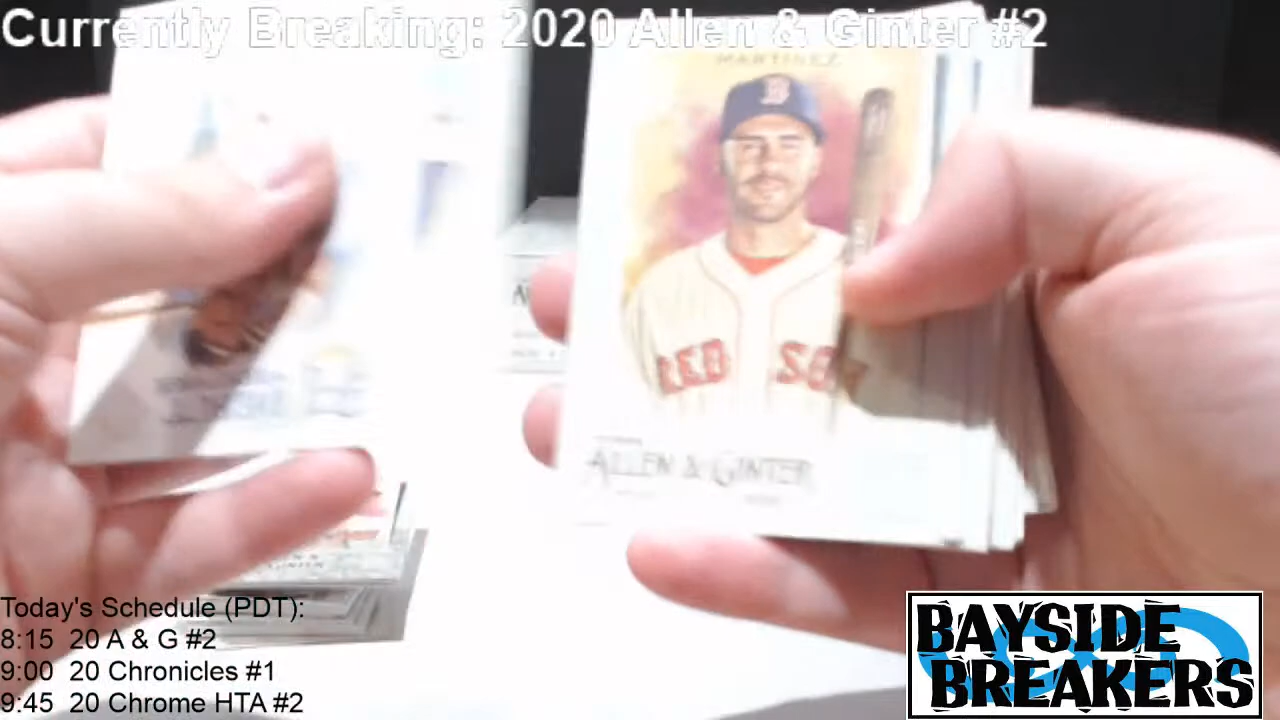 Currently Breaking: 2020 Allen & Ginter #2
MARTINEZ
B
RED SO
ALLEN & GINTER
Today's Schedule (PDT):
8:15 20 A & G #2
9:00 20 Chronicles #1
9:45 20 Chrome HTA #2
BAYSIDE
BREAKERS